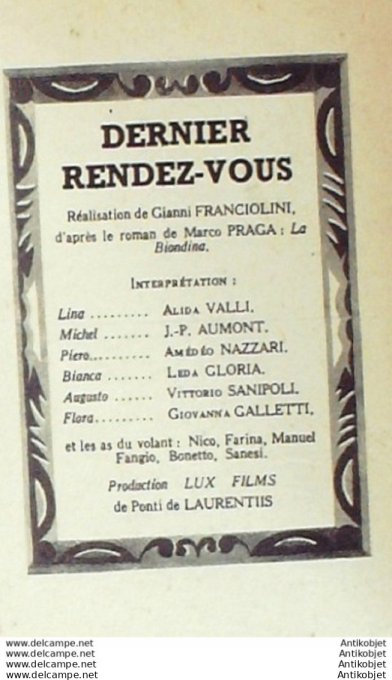 DERNIER
RENDEZ-VOUS
Réalisation de Gianni FRANCIOLINI,
d'après le roman de Marco PRAGA : La
Biondina.
INTERPRÉTATION :
Lina ......... ALIDA VALLI.
Michel ....... J.-P. AUMONT.
Piero.......... AMÉDÉO NAZZARI.
Bianca ....... LEDA GLORIA.
Augusto ...... VITTORIO SANIPOLI.
Flora......... GIOVANNA GALLETTI,
et les as du volant : Nico, Farina, Manuel
Fangio, Bonetto, Sanesi.
Production LUX FILMS
de Ponti de LAURENTIIS
www.delcampe.net Antikobjet
www.delcampe.net Antikobjet
www.delcampe.net Antikobjet
www.delcampe.net Antikobjet